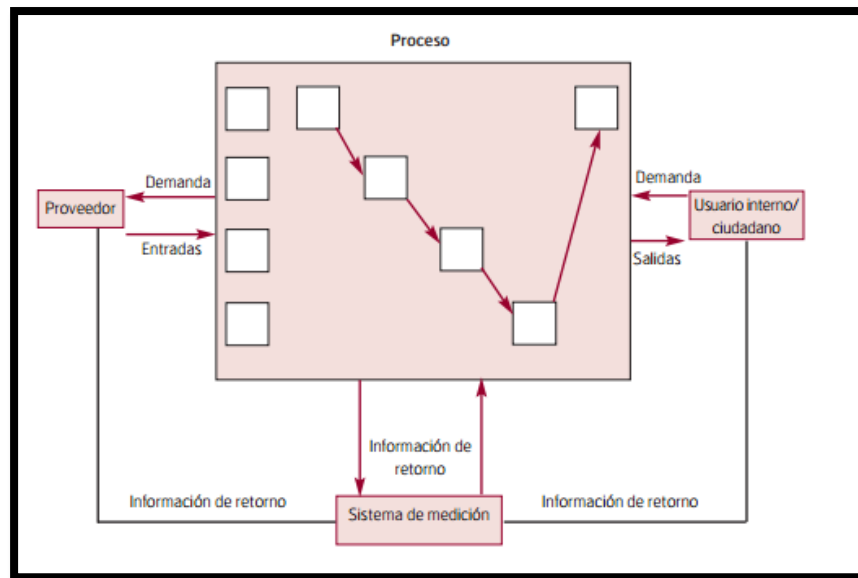 Proceso
Demanda
Proveedor
Entradas
Demanda
Usuario interno/
ciudadano
Salidas
Información de
retorno
Información de retorno
Sistema de medición
Información de retorno